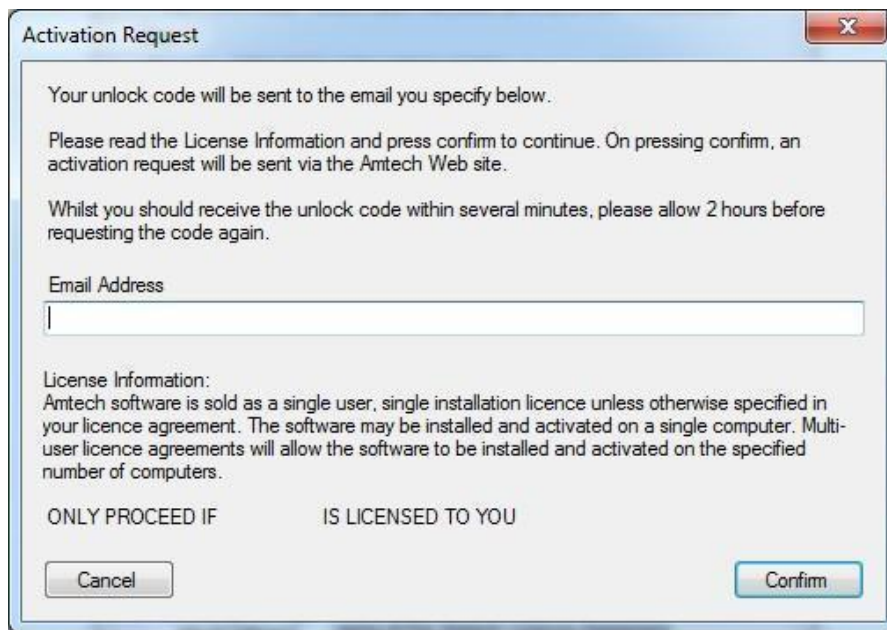 Activation Request
Your unlock code will be sent to the email you specify below.
Please read the License Information and press confirm to continue. On pressing confirm, an
activation request will be sent via the Amtech Web site.
Whilst you should receive the unlock code within several minutes, please allow 2 hours before
requesting the code again.
Email Address
License Information:
Amtech software is sold as a single user, single installation licence unless otherwise specified in
your licence agreement. The software may be installed and activated on a single computer. Multi-
user licence agreements will allow the software to be installed and activated on the specified
number of computers.
ONLY PROCEED IF IS LICENSED TO YOU
Cancel Confirm